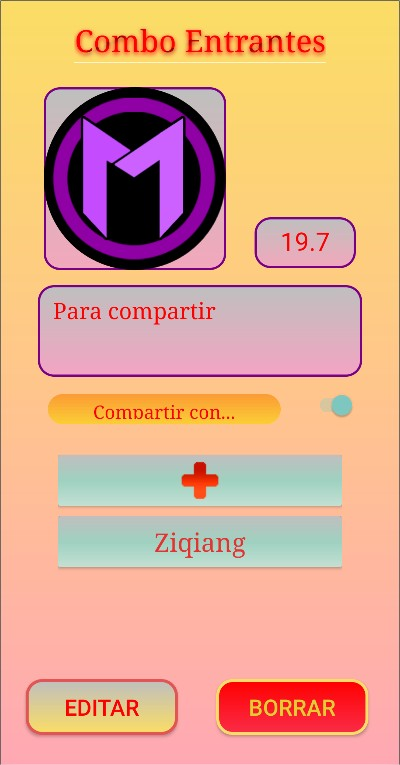 Combo Entrantes
19.7
Para compartir
Compartir con...
Ziqiang
EDITAR
BORRAR